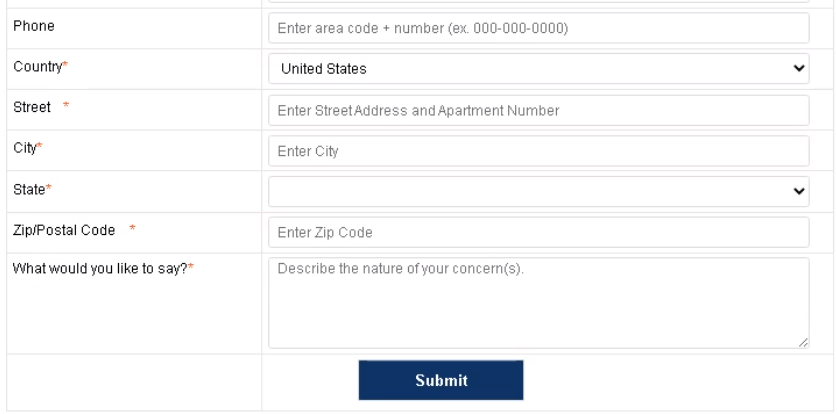 Phone Enter area code + number (ex. 000-000-0000)
Country* United States
Street * Enter Street Address and Apartment Number
City* Enter City
State*
Zip/Postal Code * Enter Zip Code
What would you like to say?* Describe the nature of your concern(s).
Submit